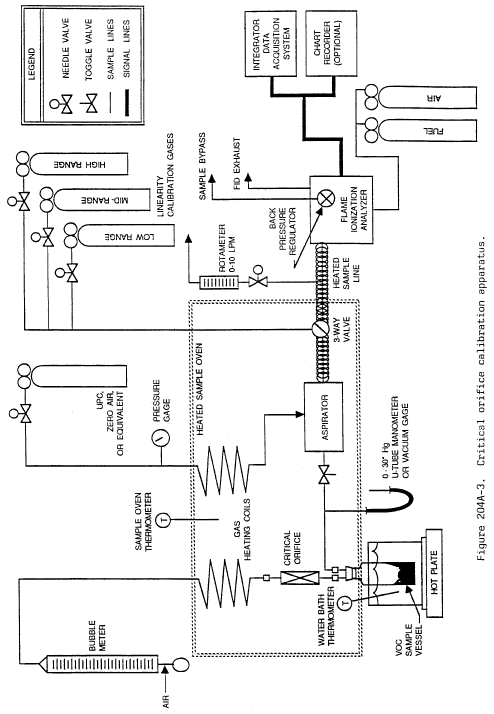 LEGEND
NEEDLE VALVE
TOGGLE VALVE
SAMPLE LINES
SIGNAL LINES
INTEGRATOR
DATA
ACQUISITION
SYSTEM
CHART
RECORDER
(OPTIONAL)
AIR
FUEL
HIGH RANGE
MID-RANGE
LOW RANGE
LINEARITY
CALIBRATION GASES
SAMPLE BYPASS
FID EXHAUST
ROTAMETER
0-10 LPM
BACK
PRESSURE
REGULATOR
FLAME
IONIZATION
ANALYZER
HEATED
SAMPLE
LINE
3-WAY
VALVE
UPC,
ZERO AIR,
OR EQUIVALENT
PRESSURE
GAGE
HEATED SAMPLE OVEN
ASPIRATOR
SAMPLE OVEN
THERMOMETER
T
GAS
HEATING COILS
0 - 30" Hg
U-TUBE MANOMETER
OR VACUUM GAGE
CRITICAL
ORIFICE
BUBBLE
METER
AIR
WATER BATH
THERMOMETER
T
VOC
SAMPLE
VESSEL
HOT PLATE
Figure 204A-3. Critical orifice calibration apparatus.